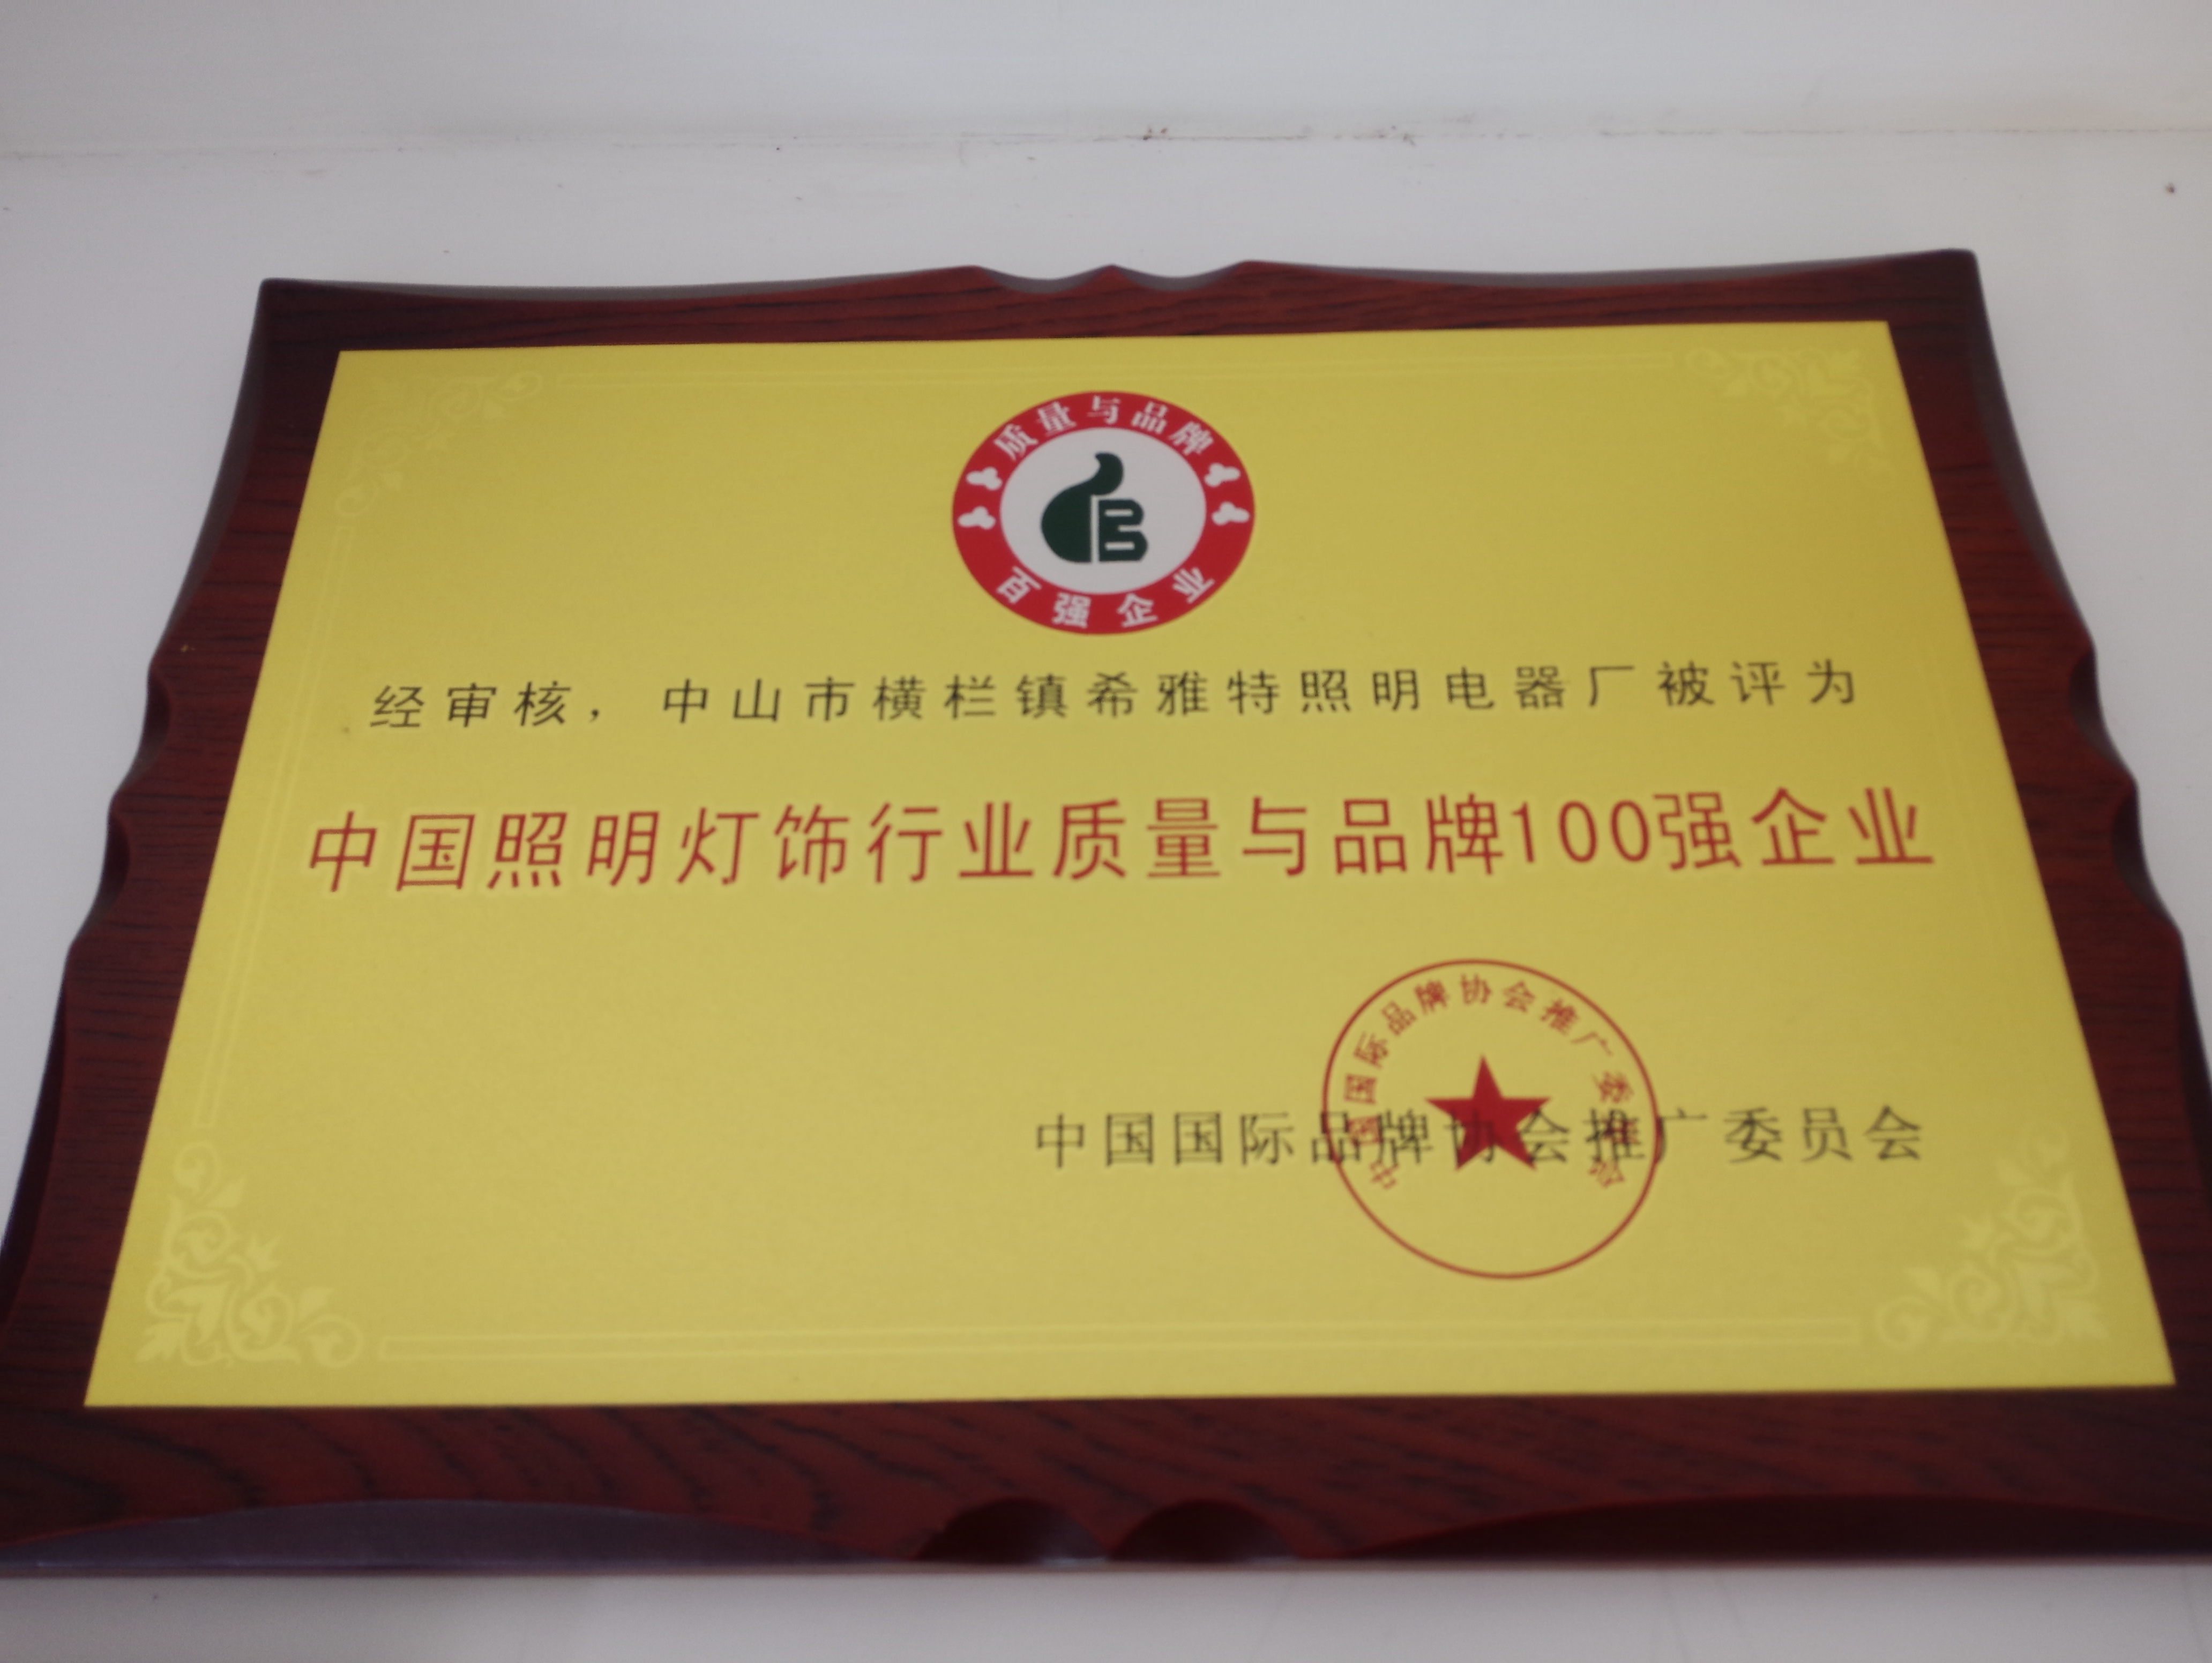 质量与品牌
百强企业
经审核，中山市横栏镇希雅特照明电器厂被评为
中国照明灯饰行业质量与品牌100强企业
中国国际品牌协会推广委员会
中国国际品牌协会推广委员会